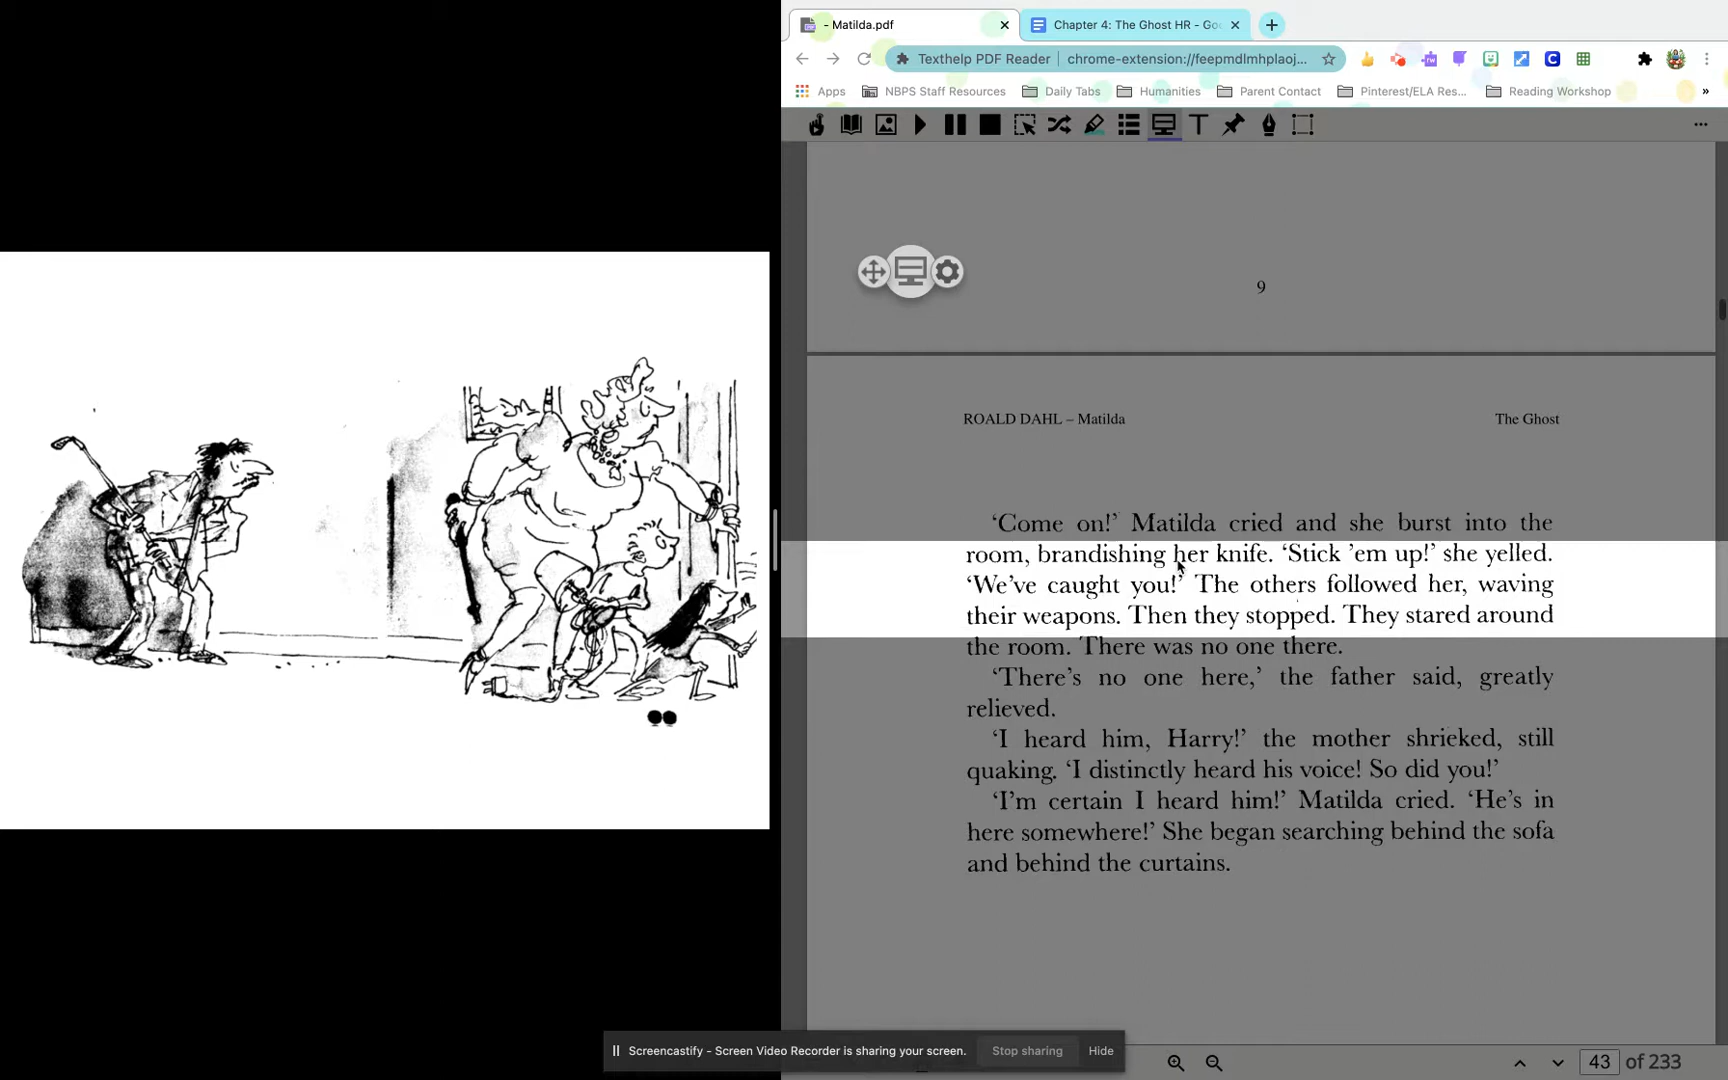 - Matilda.pdf
Chapter 4: The Ghost HR - Goo
Texthelp PDF Reader
chrome-extension://feepmdlmhplaoj...
Apps
NBPS Staff Resources
Daily Tabs
Humanities
Parent Contact
Pinterest/ELA Res...
Reading Workshop
»
9
ROALD DAHL – Matilda
The Ghost
‘Come on!’ Matilda cried and she burst into the
room, brandishing her knife. ‘Stick ’em up!’ she yelled.
‘We’ve caught you!’ The others followed her, waving
their weapons. Then they stopped. They stared around
the room. There was no one there.
‘There’s no one here,’ the father said, greatly
relieved.
‘I heard him, Harry!’ the mother shrieked, still
quaking. ‘I distinctly heard his voice! So did you!’
‘I’m certain I heard him!’ Matilda cried. ‘He’s in
here somewhere!’ She began searching behind the sofa
and behind the curtains.
Screencastify - Screen Video Recorder is sharing your screen.
Stop sharing
Hide
43 of 233